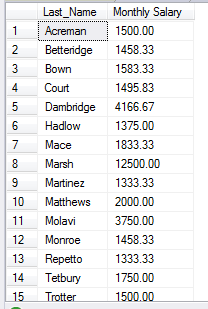 Last_Name Monthly Salary
1 Acreman 1500.00
2 Betteridge 1458.33
3 Bown 1583.33
4 Court 1495.83
5 Dambridge 4166.67
6 Hadlow 1375.00
7 Mace 1833.33
8 Marsh 12500.00
9 Martinez 1333.33
10 Matthews 2000.00
11 Molavi 3750.00
12 Monroe 1458.33
13 Repetto 1333.33
14 Tetbury 1750.00
15 Trotter 1500.00